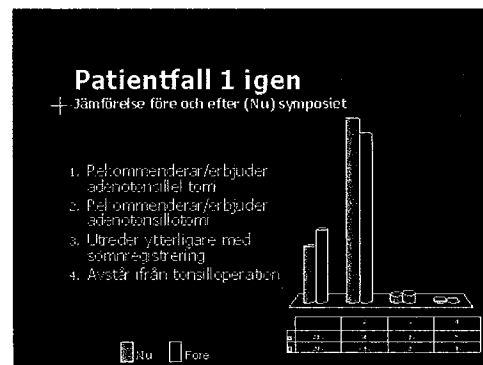 Patientfall 1 igen
Jämförelse före och efter (Nu) symposiet
1. Rekommenderar/erbjuder
adenotonsillektomi
2. Rekommenderar/erbjuder
adenotonsillotomi
3. Utreder ytterligare med
sömnregistrering
4. Avstår ifrån tonsilloperation
Nu
Fore